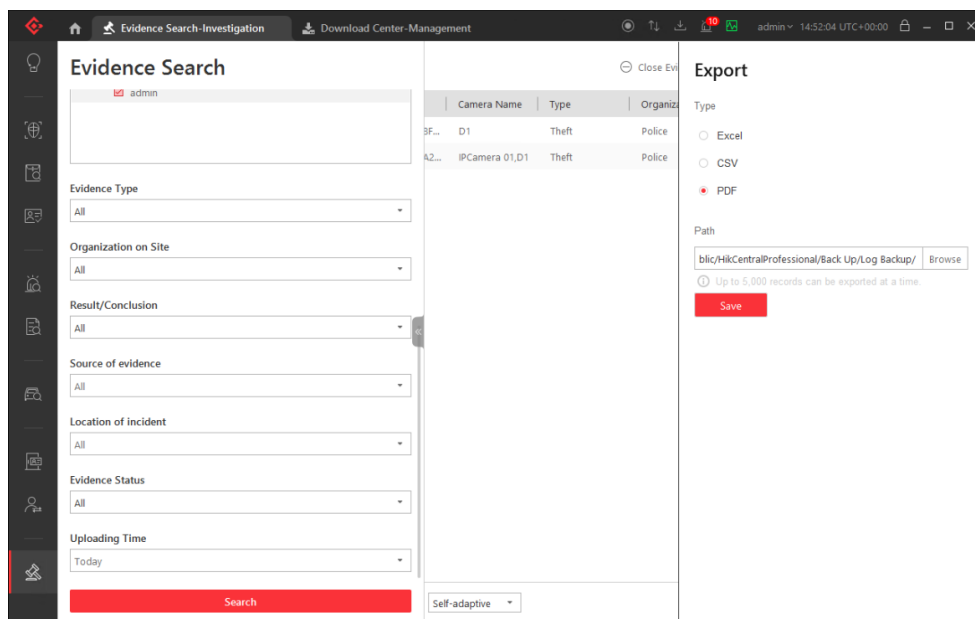 Evidence Search-Investigation
Download Center-Management
10
admin
14:52:04 UTC+00:00
Evidence Search
admin
Evidence Type
All
Organization on Site
All
Result/Conclusion
All
Source of evidence
All
Location of incident
All
Evidence Status
All
Uploading Time
Today
Search
Close Evi
Camera Name Type Organiza
BF... D1 Theft Police
A2... IPCamera 01,D1 Theft Police
Self-adaptive
Export
Type
Excel
CSV
PDF
Path
blic/HikCentralProfessional/Back Up/Log Backup/ Browse
Up to 5,000 records can be exported at a time.
Save